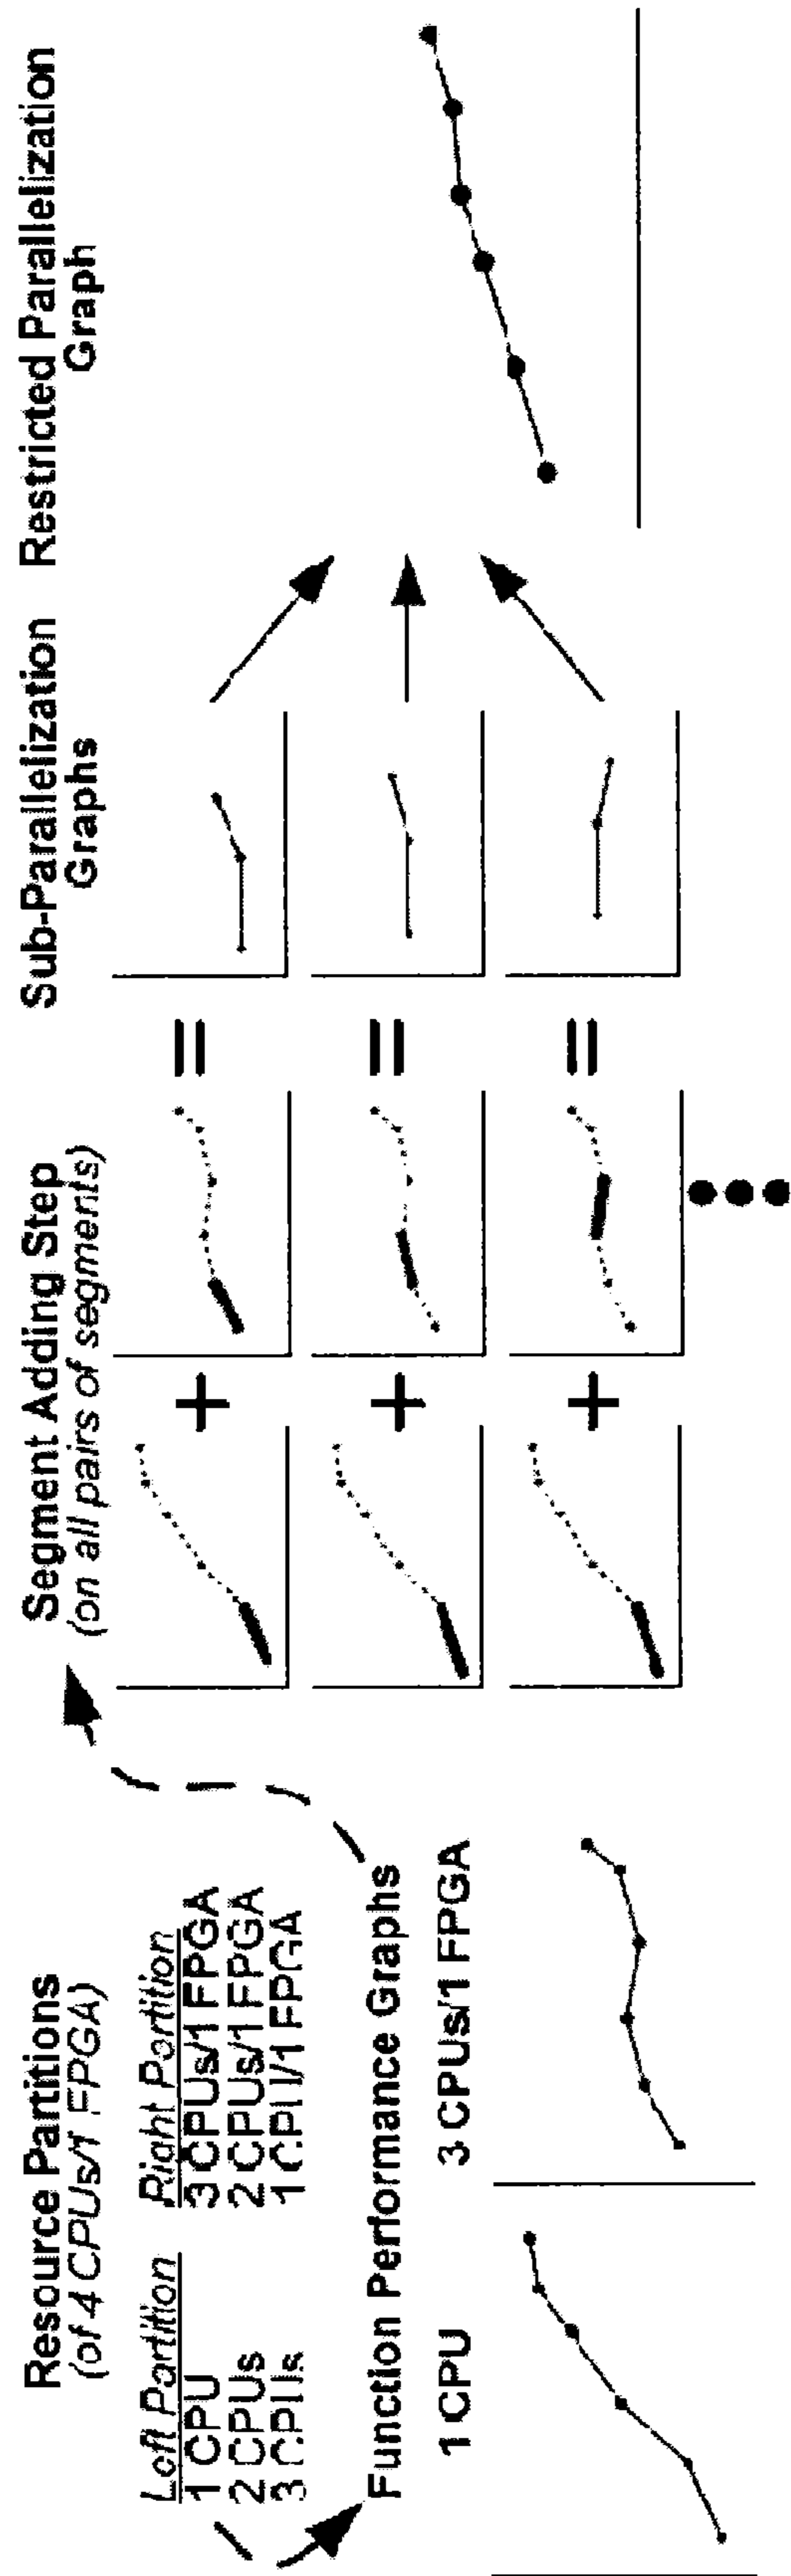 Resource Partitions
(of 4 CPUs/1 FPGA)
Left Partition Right Partition
1 CPU 3 CPUs/1 FPGA
2 CPUs 2 CPUs/1 FPGA
3 CPUs 1 CPU/1 FPGA
Function Performance Graphs
1 CPU 3 CPUs/1 FPGA
Segment Adding Step
(on all pairs of segments)
+ =
+ =
+ =
Sub-Parallelization
Graphs
Restricted Parallelization
Graph